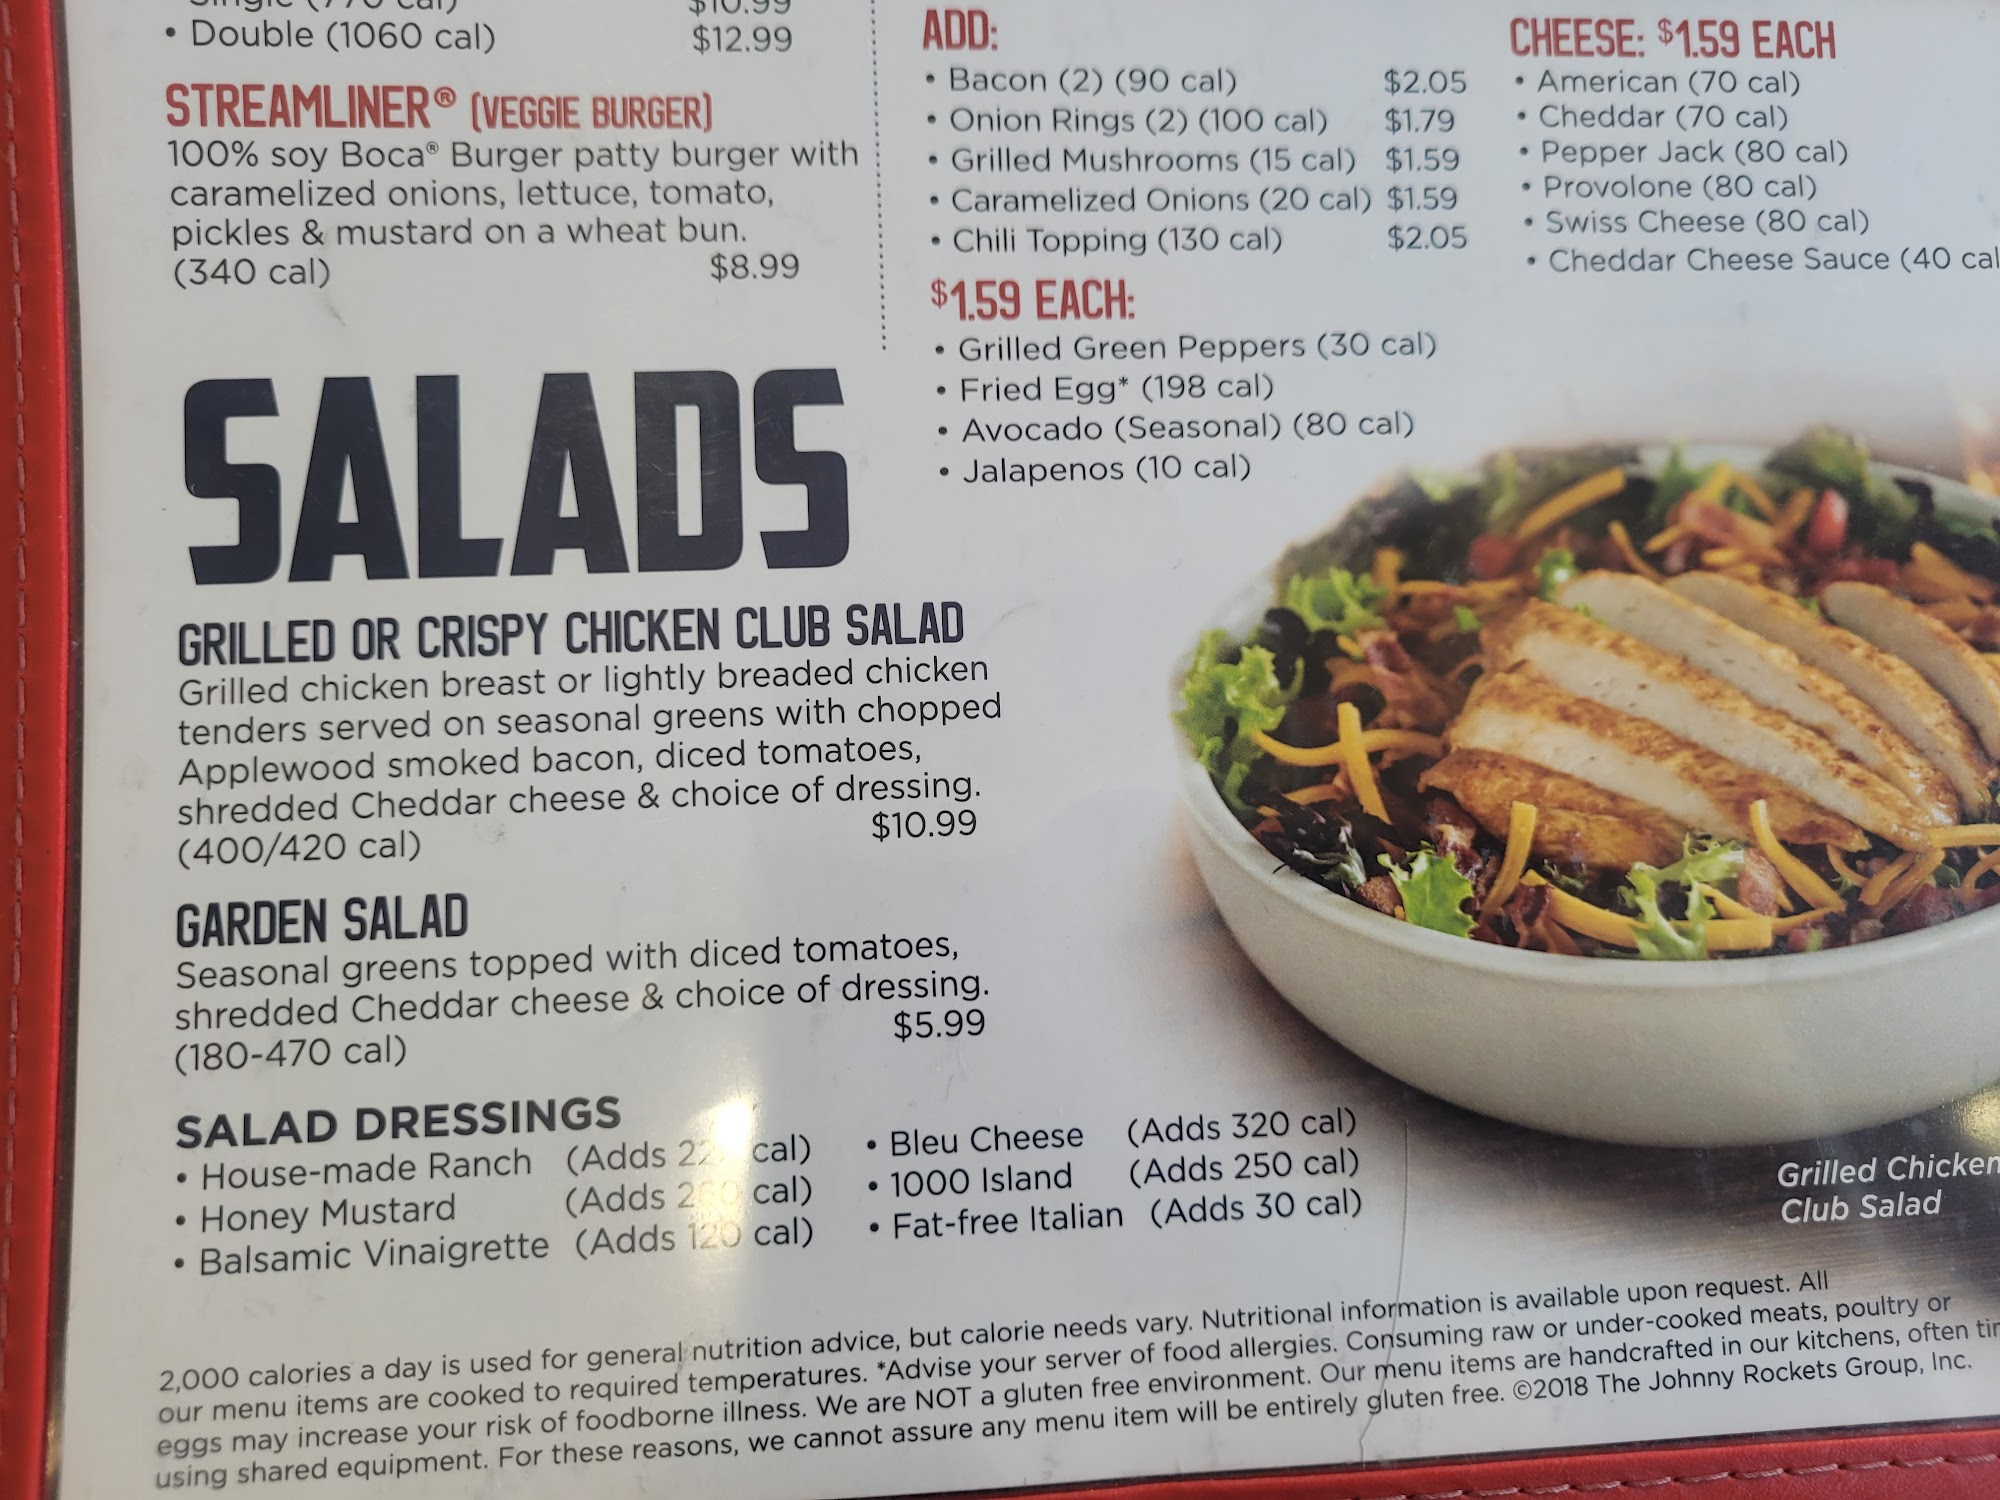 • Double (1060 cal) $12.99
STREAMLINER® (VEGGIE BURGER)
100% soy Boca® Burger patty burger with
caramelized onions, lettuce, tomato,
pickles & mustard on a wheat bun.
(340 cal) $8.99
ADD:
• Bacon (2) (90 cal) $2.05
• Onion Rings (2) (100 cal) $1.79
• Grilled Mushrooms (15 cal) $1.59
• Caramelized Onions (20 cal) $1.59
• Chili Topping (130 cal) $2.05
$1.59 EACH:
• Grilled Green Peppers (30 cal)
• Fried Egg* (198 cal)
• Avocado (Seasonal) (80 cal)
• Jalapenos (10 cal)
CHEESE: $1.59 EACH
• American (70 cal)
• Cheddar (70 cal)
• Pepper Jack (80 cal)
• Provolone (80 cal)
• Swiss Cheese (80 cal)
• Cheddar Cheese Sauce (40 cal
SALADS
GRILLED OR CRISPY CHICKEN CLUB SALAD
Grilled chicken breast or lightly breaded chicken
tenders served on seasonal greens with chopped
Applewood smoked bacon, diced tomatoes,
shredded Cheddar cheese & choice of dressing.
(400/420 cal) $10.99
GARDEN SALAD
Seasonal greens topped with diced tomatoes,
shredded Cheddar cheese & choice of dressing.
(180-470 cal) $5.99
SALAD DRESSINGS
• House-made Ranch (Adds cal)
• Honey Mustard (Adds cal)
• Balsamic Vinaigrette (Adds 120 cal)
• Bleu Cheese (Adds 320 cal)
• 1000 Island (Adds 250 cal)
• Fat-free Italian (Adds 30 cal)
Grilled Chicken
Club Salad
2,000 calories a day is used for general nutrition advice, but calorie needs vary. Nutritional information is available upon request. All
our menu items are cooked to required temperatures. *Advise your server of food allergies. Consuming raw or under-cooked meats, poultry or
eggs may increase your risk of foodborne illness. We are NOT a gluten free environment. Our menu items are handcrafted in our kitchens, often
using shared equipment. For these reasons, we cannot assure any menu item will be entirely gluten free. ©2018 The Johnny Rockets Group, Inc.